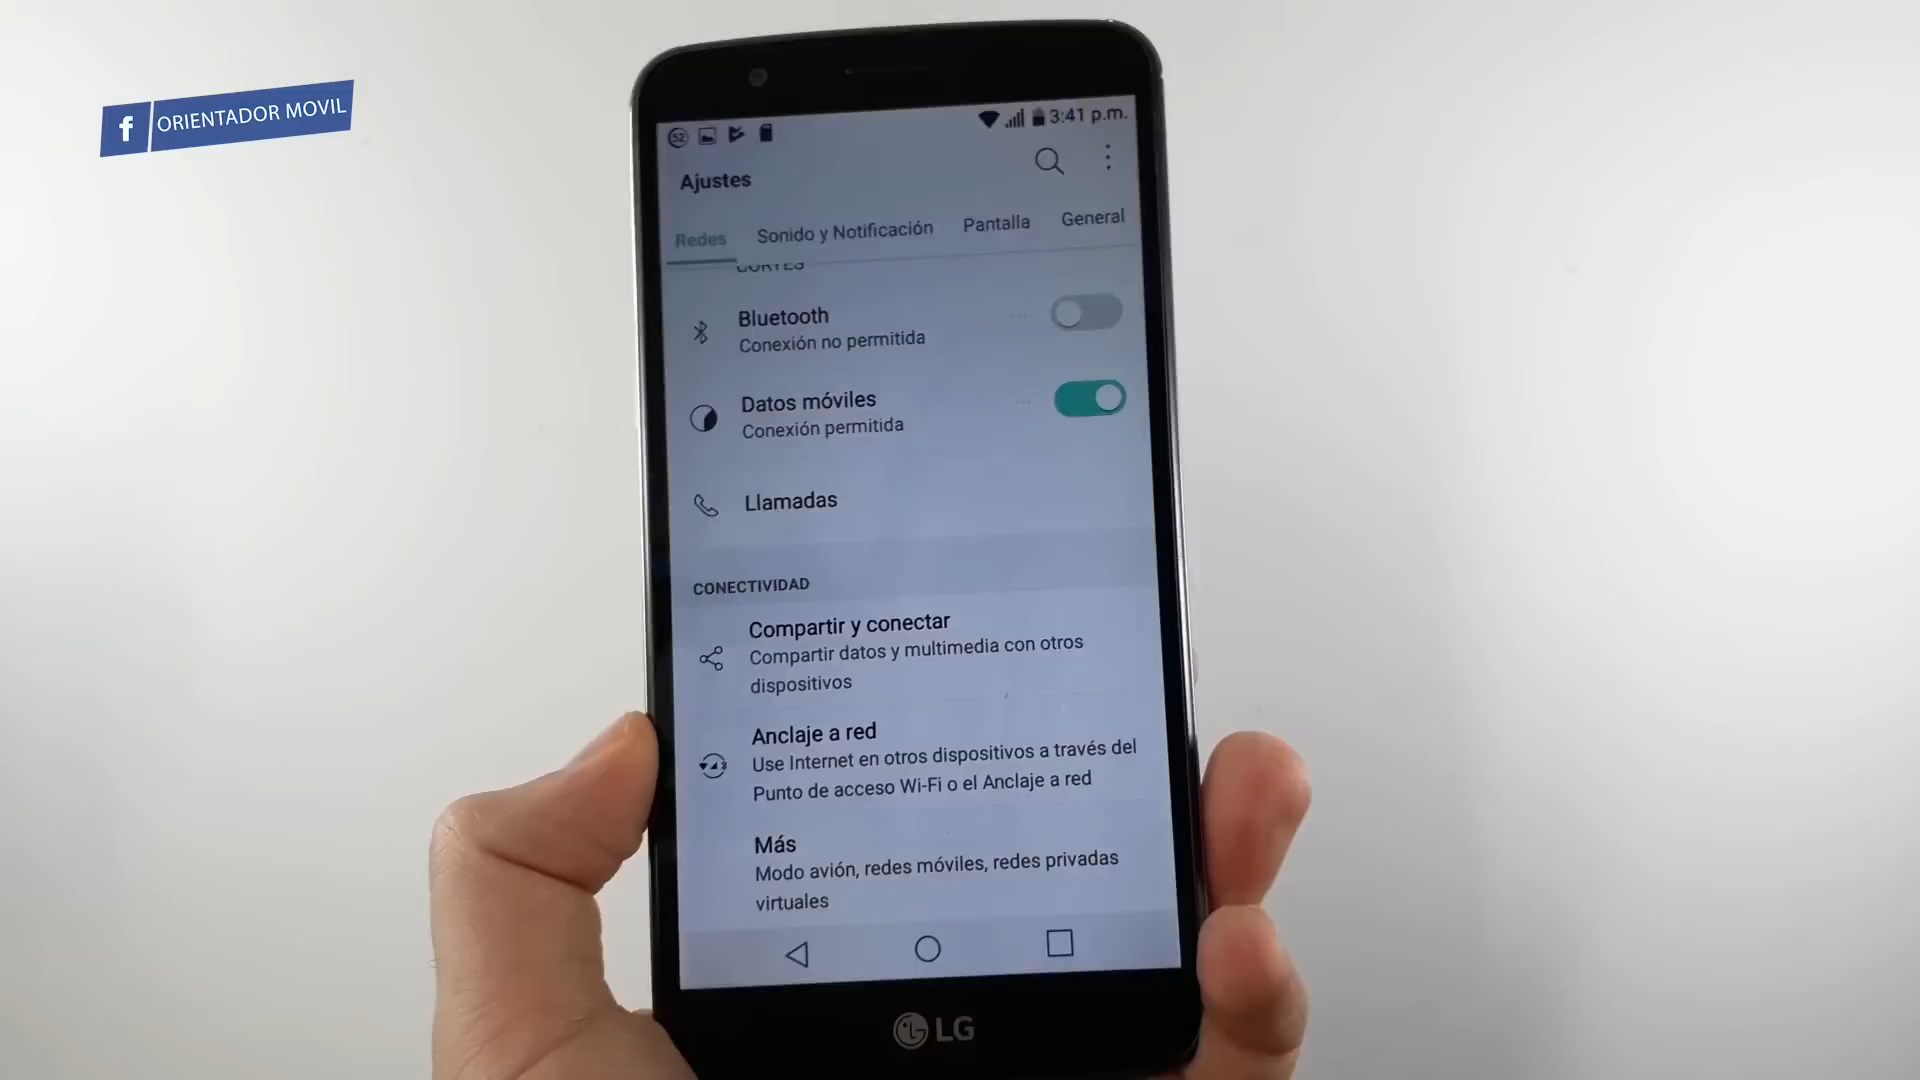 f ORIENTADOR MOVIL
52 3:41 p.m.
Ajustes
Redes Sonido y Notificación Pantalla General
Bluetooth
Conexión no permitida
Datos móviles
Conexión permitida
Llamadas
CONECTIVIDAD
Compartir y conectar
Compartir datos y multimedia con otros
dispositivos
Anclaje a red
Use Internet en otros dispositivos a través del
Punto de acceso Wi-Fi o el Anclaje a red
Más
Modo avión, redes móviles, redes privadas
virtuales
LG